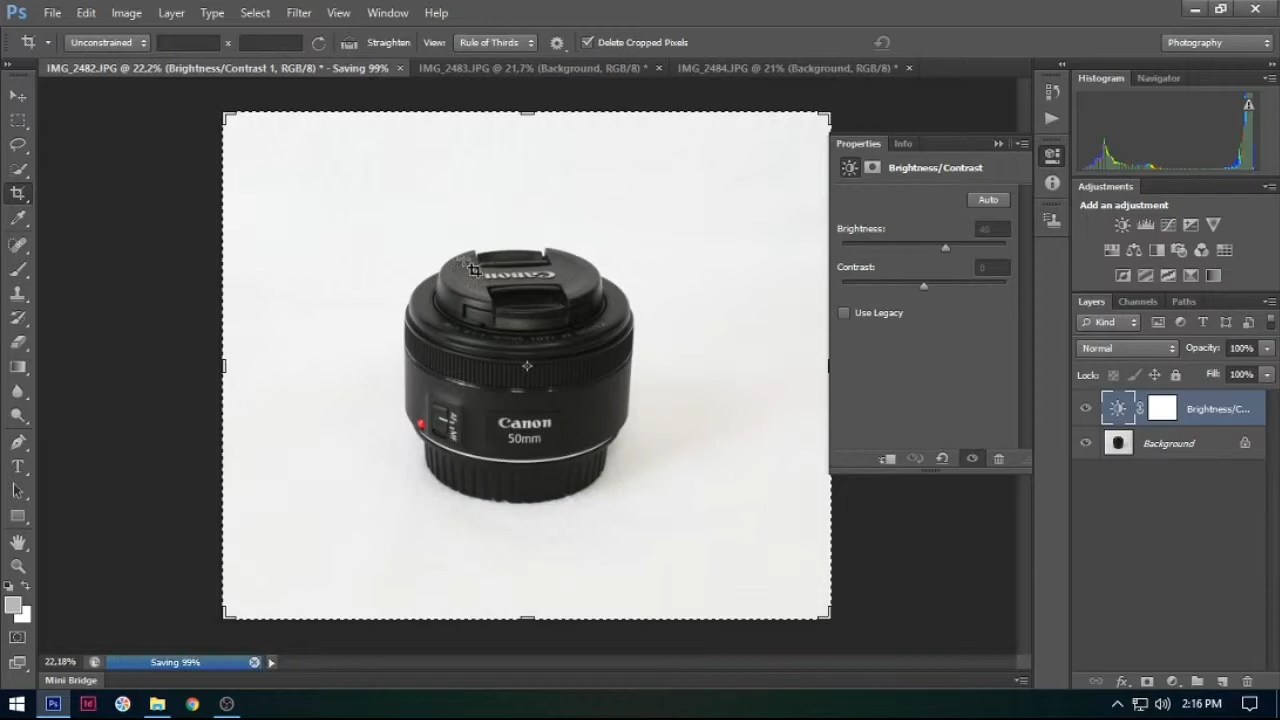 Ps File Edit Image Layer Type Select Filter View Window Help
Unconstrained x Straighten View: Rule of Thirds Delete Cropped Pixels Photography
IMG_2482.JPG @ 22,2% (Brightness/Contrast 1, RGB/8) * - Saving 99% × IMG_2483.JPG @ 21,7% (Background, RGB/8) * × IMG_2484.JPG @ 21% (Background, RGB/8) * ×
Histogram Navigator
Properties Info
Brightness/Contrast
Auto
Brightness:
Contrast: 0
Use Legacy
Adjustments
Add an adjustment
Layers Channels Paths
Kind
Normal Opacity: 100%
Lock: Fill: 100%
Brightness/C...
Background
Canon
Canon
50mm
22,18% Saving 99%
Mini Bridge
Ps Id 2:16 PM